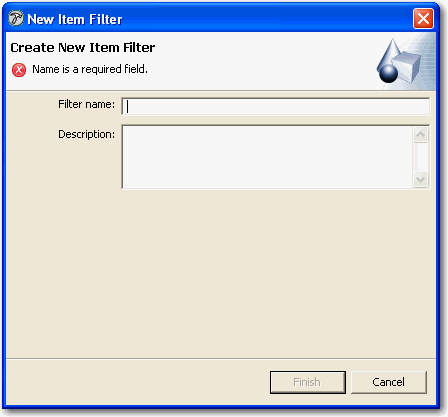 New Item Filter
Create New Item Filter
Name is a required field.
Filter name:
Description:
Finish Cancel